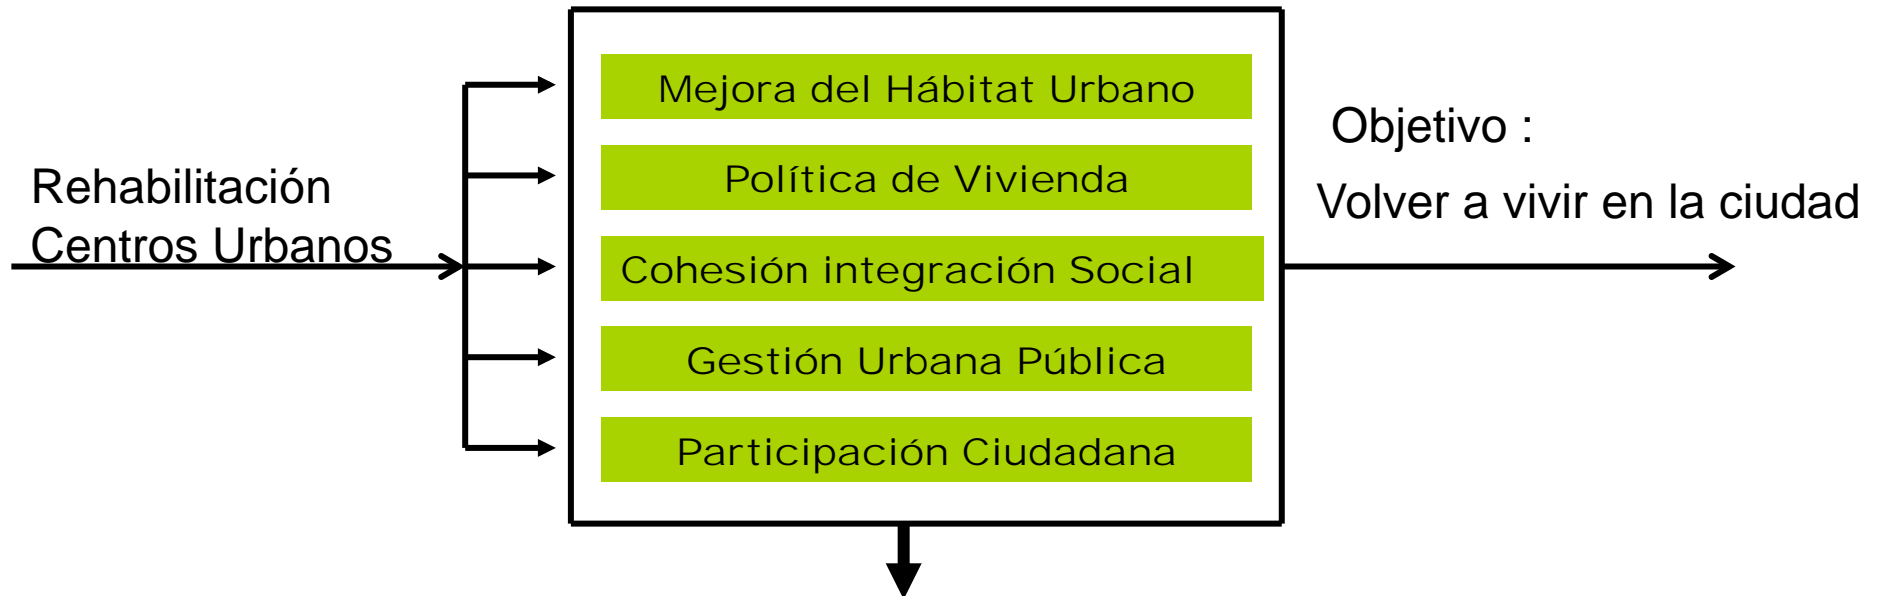 Rehabilitación
Centros Urbanos
Mejora del Hábitat Urbano
Política de Vivienda
Cohesión integración Social
Gestión Urbana Pública
Participación Ciudadana
Objetivo :
Volver a vivir en la ciudad